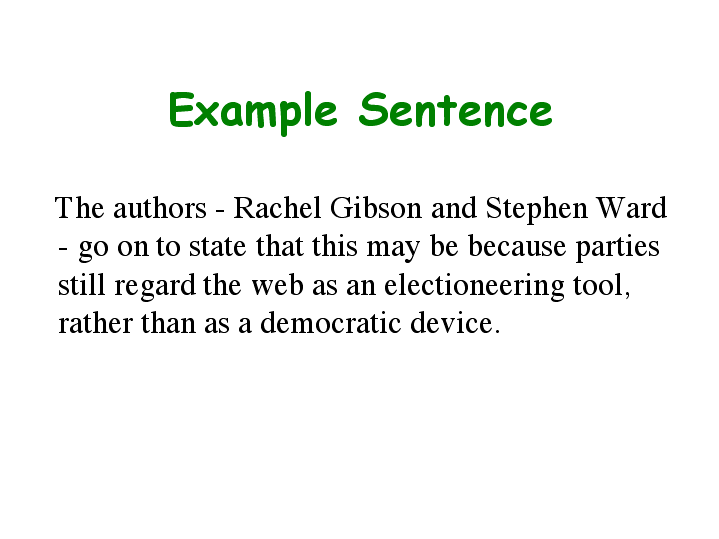 Example Sentence
The authors - Rachel Gibson and Stephen Ward
- go on to state that this may be because parties
still regard the web as an electioneering tool,
rather than as a democratic device.